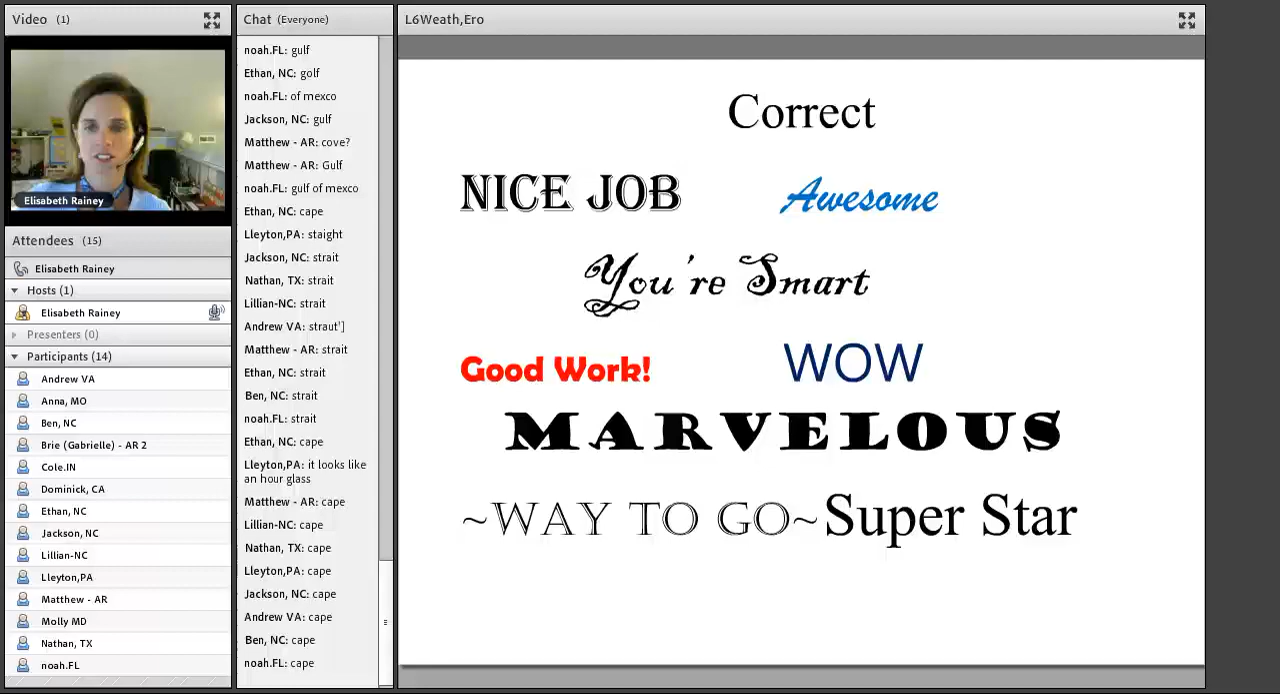 Video (1)
Elisabeth Rainey
Attendees (15)
Elisabeth Rainey
Hosts (1)
Elisabeth Rainey
Presenters (0)
Participants (14)
Andrew VA
Anna, MO
Ben, NC
Brie (Gabrielle) - AR 2
Cole.IN
Dominick, CA
Ethan, NC
Jackson, NC
Lillian-NC
Lleyton,PA
Matthew - AR
Molly MD
Nathan, TX
noah.FL
Chat (Everyone)
noah.FL: gulf
Ethan, NC: golf
noah.FL: of mexco
Jackson, NC: gulf
Matthew - AR: cove?
Matthew - AR: Gulf
noah.FL: gulf of mexco
Ethan, NC: cape
Lleyton,PA: staight
Jackson, NC: strait
Nathan, TX: strait
Lillian-NC: strait
Andrew VA: straut']
Matthew - AR: strait
Ethan, NC: strait
Ben, NC: strait
noah.FL: strait
Ethan, NC: cape
Lleyton,PA: it looks like
an hour glass
Matthew - AR: cape
Lillian-NC: cape
Nathan, TX: cape
Lleyton,PA: cape
Jackson, NC: cape
Andrew VA: cape
Ben, NC: cape
noah.FL: cape
L6Weath,Ero
Correct
NICE JOB Awesome
You're Smart
Good Work! WOW
MARVELOUS
~WAY TO GO~ Super Star